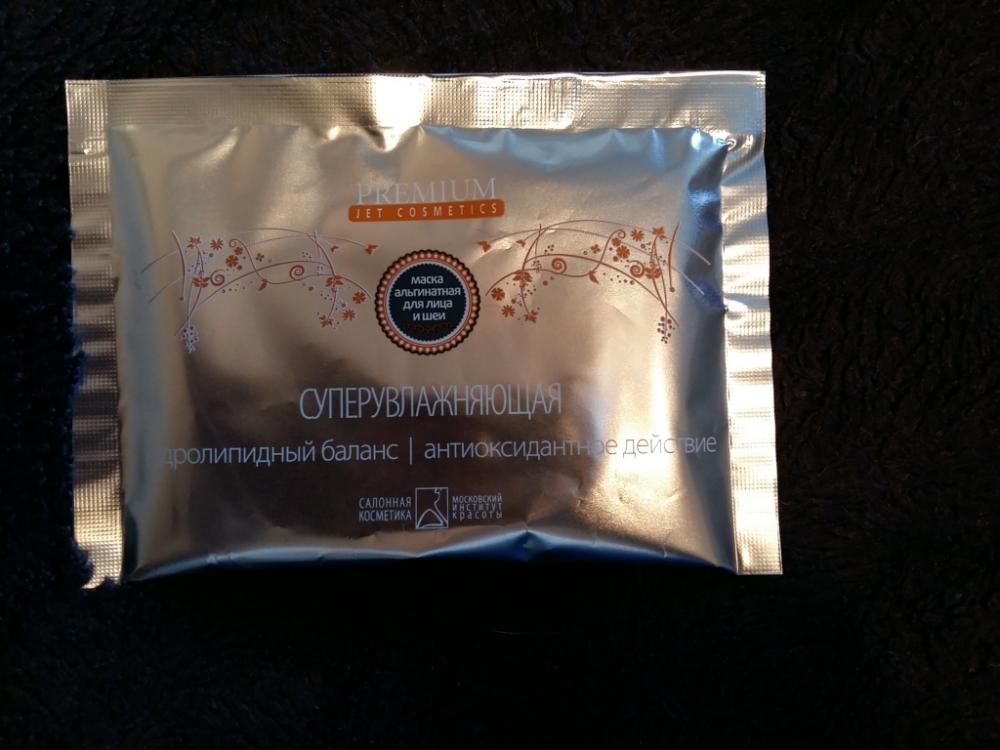 PREMIUM
JET COSMETICS
маска
альгинатная
для лица
и шеи
СУПЕРУВЛАЖНЯЮЩАЯ
дролипидный баланс | антиоксидантное действие
САЛОННАЯ
КОСМЕТИКА
МОСКОВСКИЙ
ИНСТИТУТ
красоты